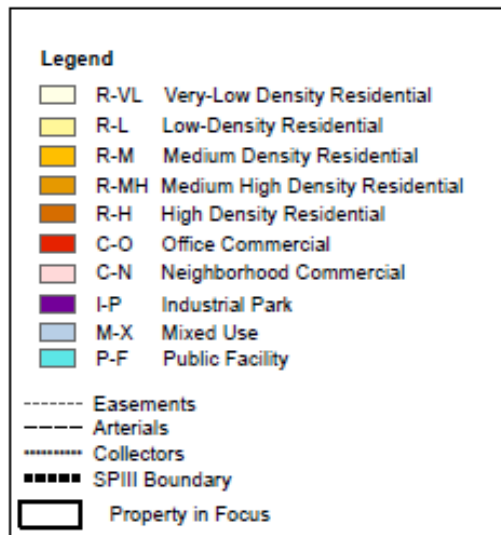 Legend
R-VL Very-Low Density Residential
R-L Low-Density Residential
R-M Medium Density Residential
R-MH Medium High Density Residential
R-H High Density Residential
C-O Office Commercial
C-N Neighborhood Commercial
I-P Industrial Park
M-X Mixed Use
P-F Public Facility
Easements
Arterials
Collectors
SPIII Boundary
Property in Focus